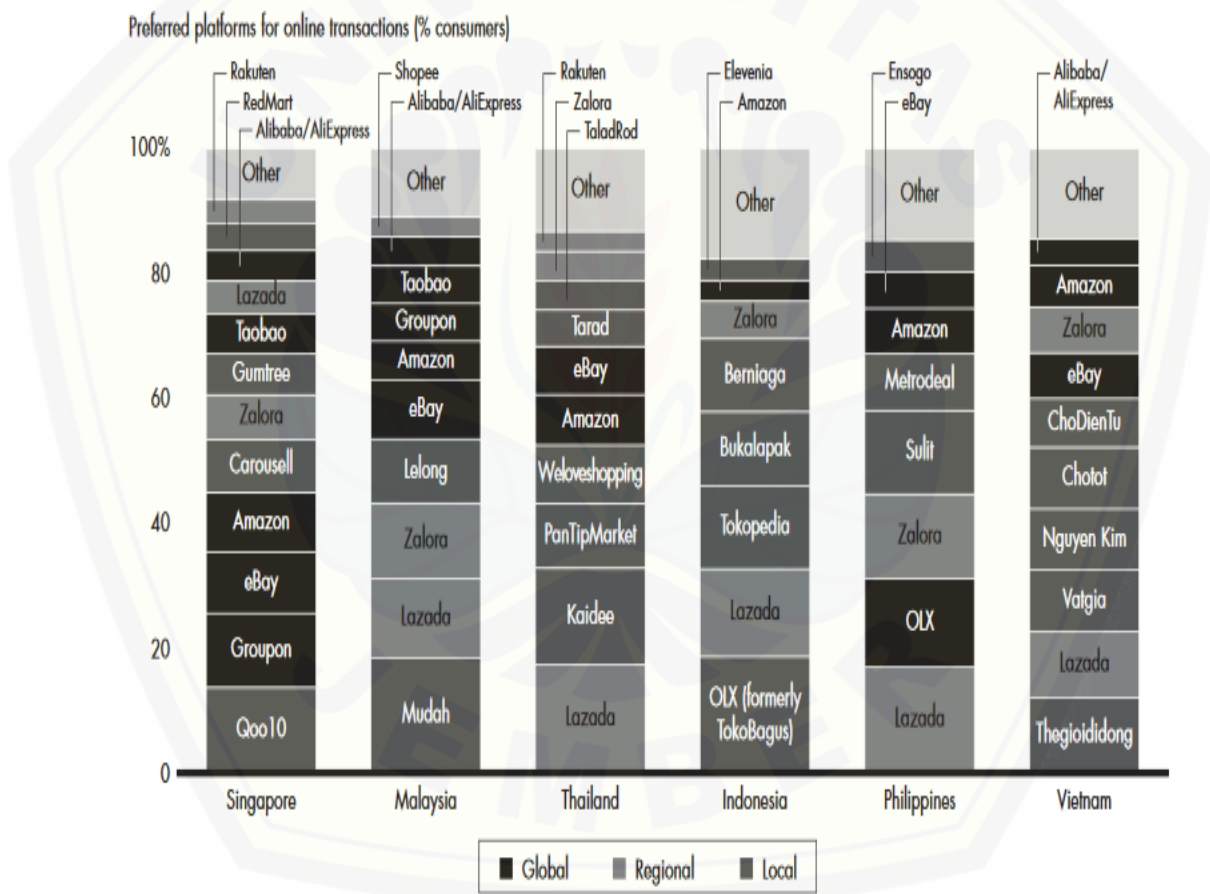 Preferred platforms for online transactions (% consumers)
Rakuten
RedMart
Alibaba/AliExpress
Shopee
Alibaba/AliExpress
Rakuten
Zalora
TaladRod
Elevenia
Amazon
Ensogo
eBay
Alibaba/
AliExpress
100%
80
60
40
20
0
Other
Lazada
Taobao
Gumtree
Zalora
Carousell
Amazon
eBay
Groupon
Qoo10
Singapore
Other
Taobao
Groupon
Amazon
eBay
Lelong
Zalora
Lazada
Mudah
Malaysia
Other
Tarad
eBay
Amazon
Weloveshopping
PanTipMarket
Kaidee
Lazada
Thailand
Other
Zalora
Berniaga
Bukalapak
Tokopedia
Lazada
OLX (formerly
TokoBagus)
Indonesia
Other
Amazon
Metrodeal
Sulit
Zalora
OLX
Lazada
Philippines
Other
Amazon
Zalora
eBay
ChoDienTu
Chotot
Nguyen Kim
Vatgia
Lazada
Thegioididong
Vietnam
Global
Regional
Local
JEMBER